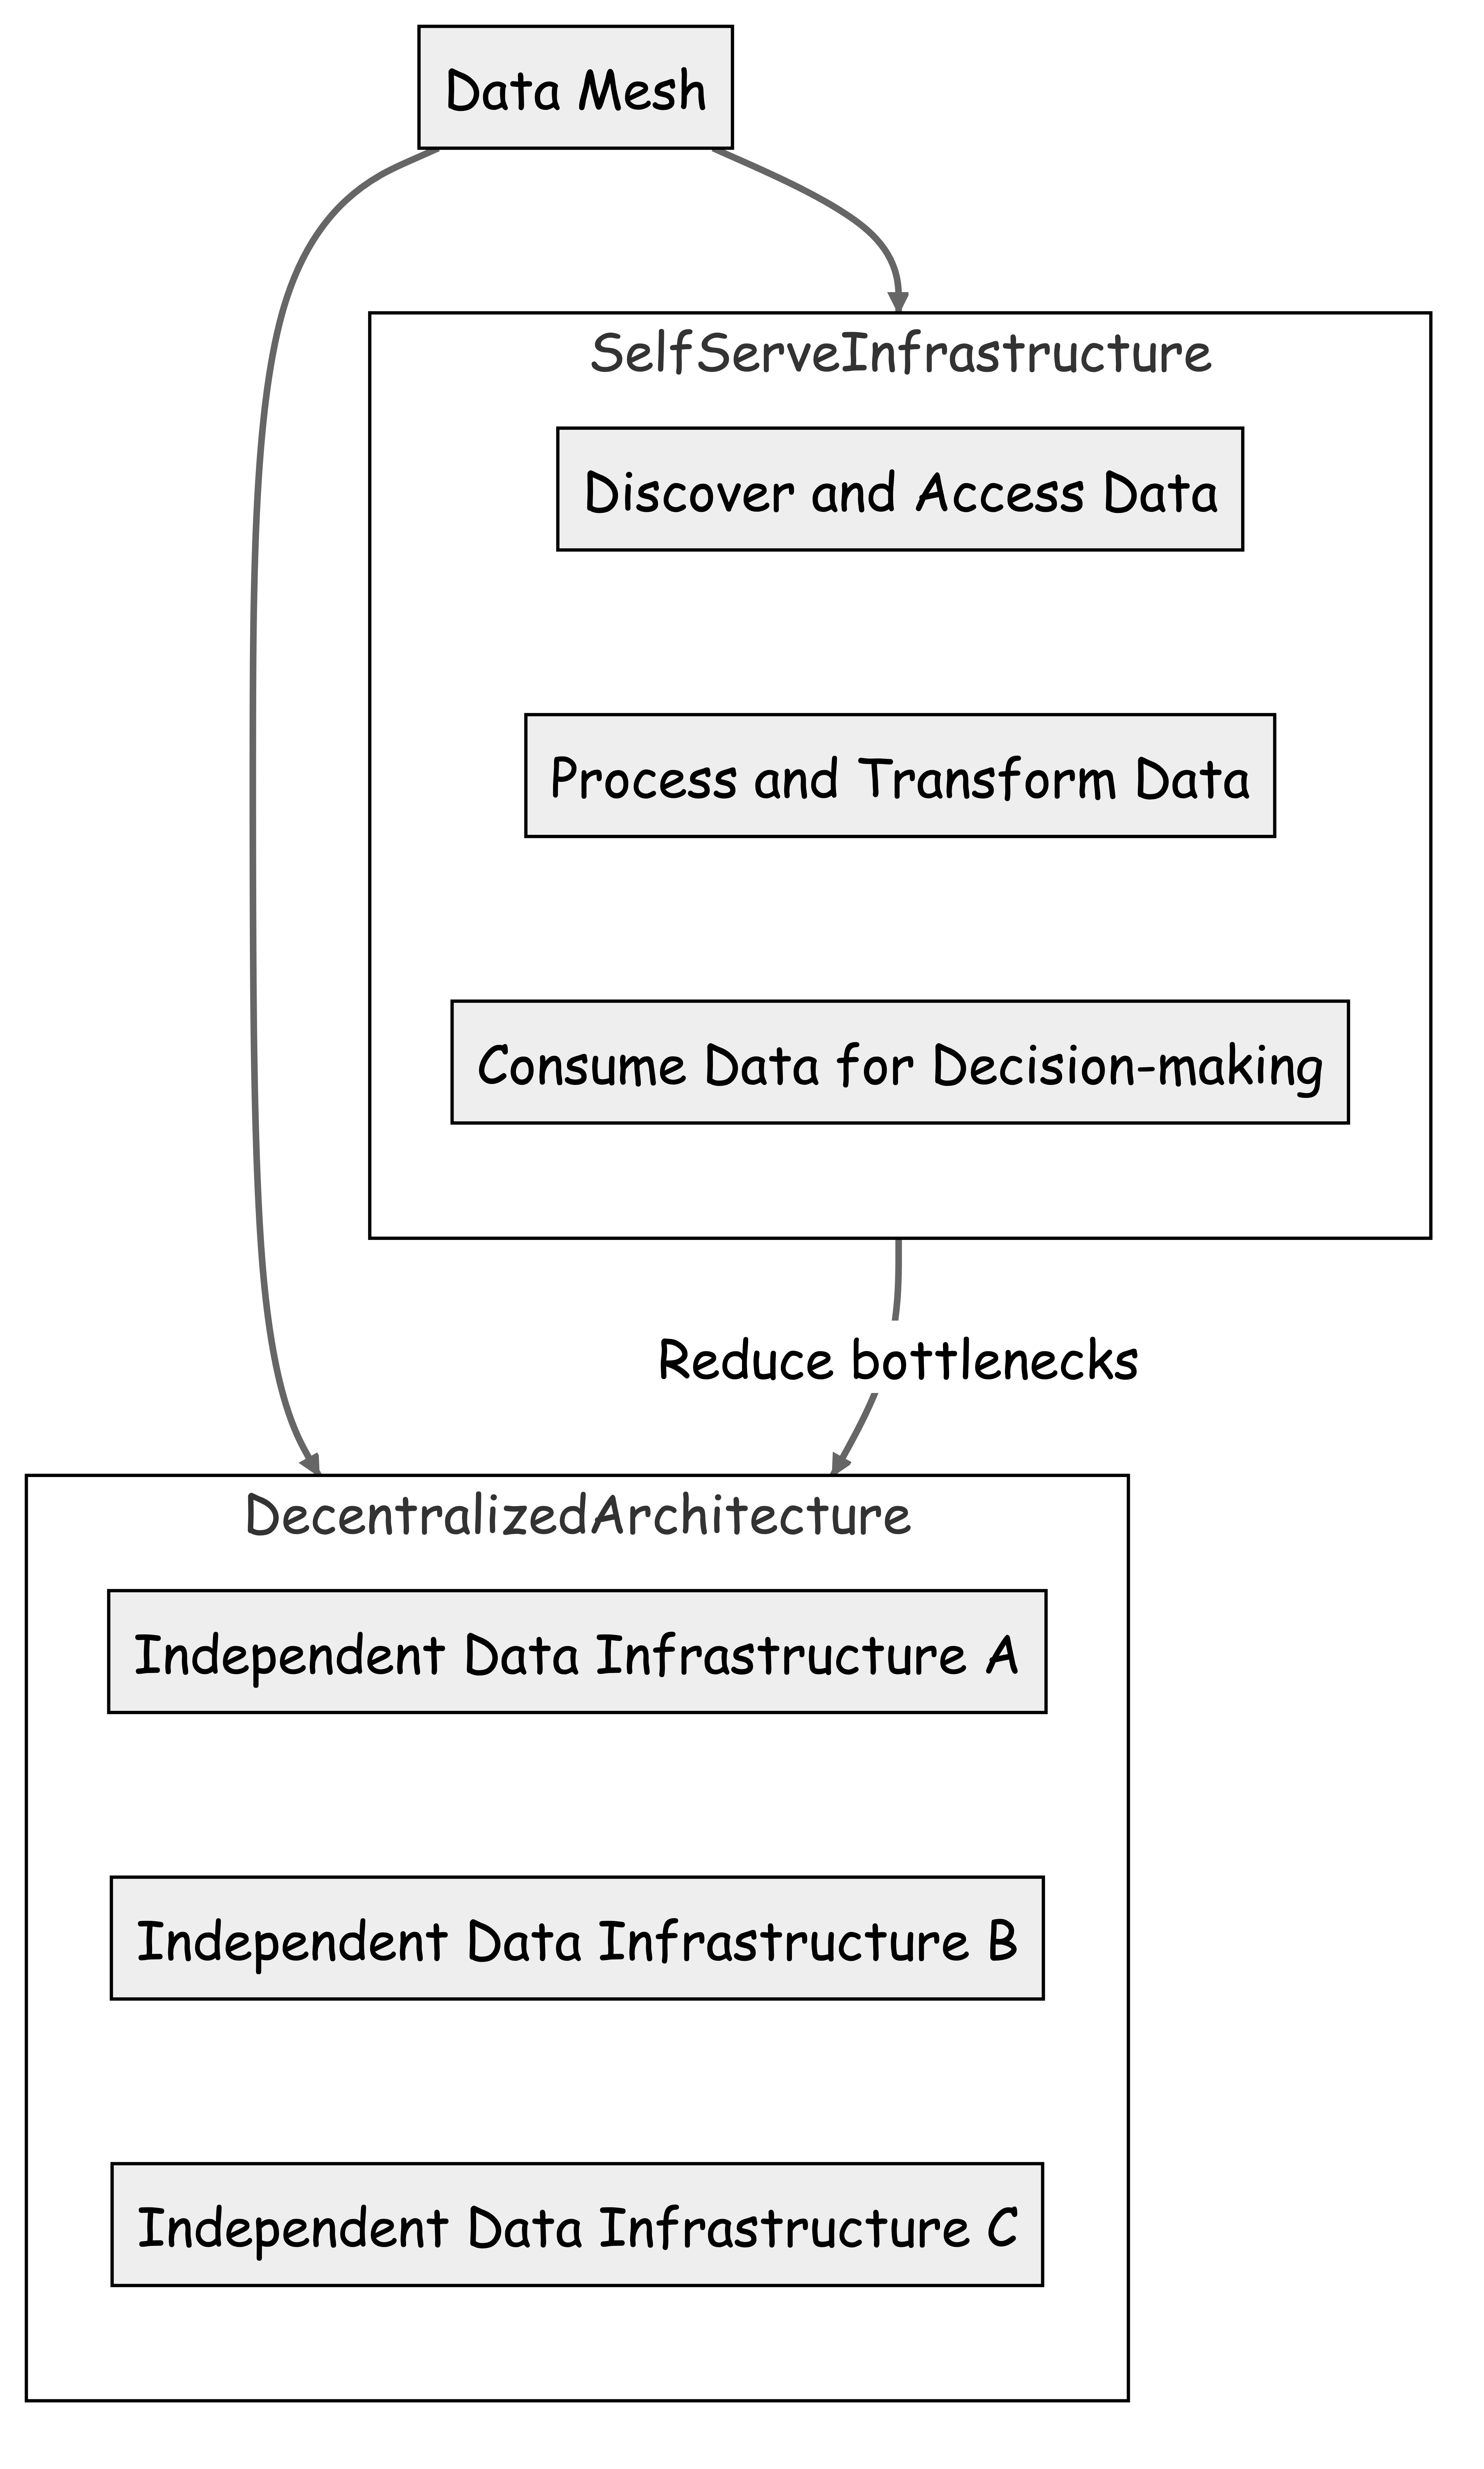 Data Mesh
SelfServeInfrastructure
Discover and Access Data
Process and Transform Data
Consume Data for Decision-making
Reduce bottlenecks
DecentralizedArchitecture
Independent Data Infrastructure A
Independent Data Infrastructure B
Independent Data Infrastructure C